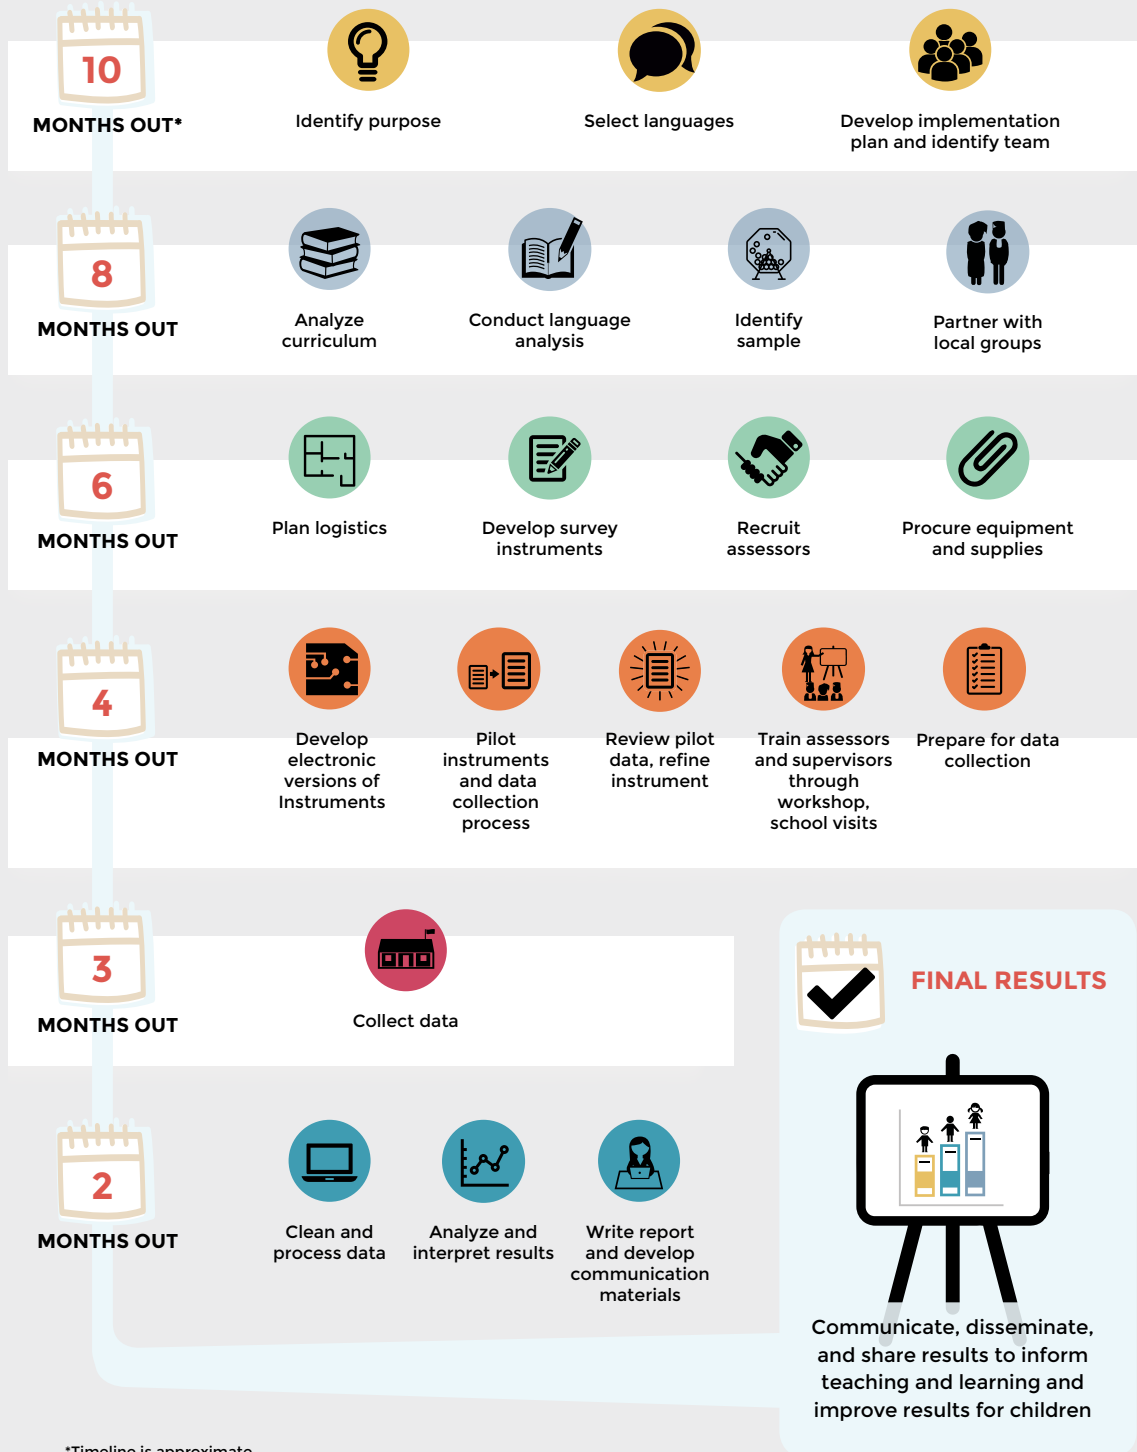 10
MONTHS OUT*
Identify purpose
Select languages
Develop implementation
plan and identify team
8
MONTHS OUT
Analyze
curriculum
Conduct language
analysis
Identify
sample
Partner with
local groups
6
MONTHS OUT
Plan logistics
Develop survey
instruments
Recruit
assessors
Procure equipment
and supplies
4
MONTHS OUT
Develop
electronic
versions of
Instruments
Pilot
instruments
and data
collection
process
Review pilot
data, refine
instrument
Train assessors
and supervisors
through
workshop,
school visits
Prepare for data
collection
3
MONTHS OUT
Collect data
2
MONTHS OUT
Clean and
process data
Analyze and
interpret results
Write report
and develop
communication
materials
FINAL RESULTS
Communicate, disseminate,
and share results to inform
teaching and learning and
improve results for children
*Timeline is approximate